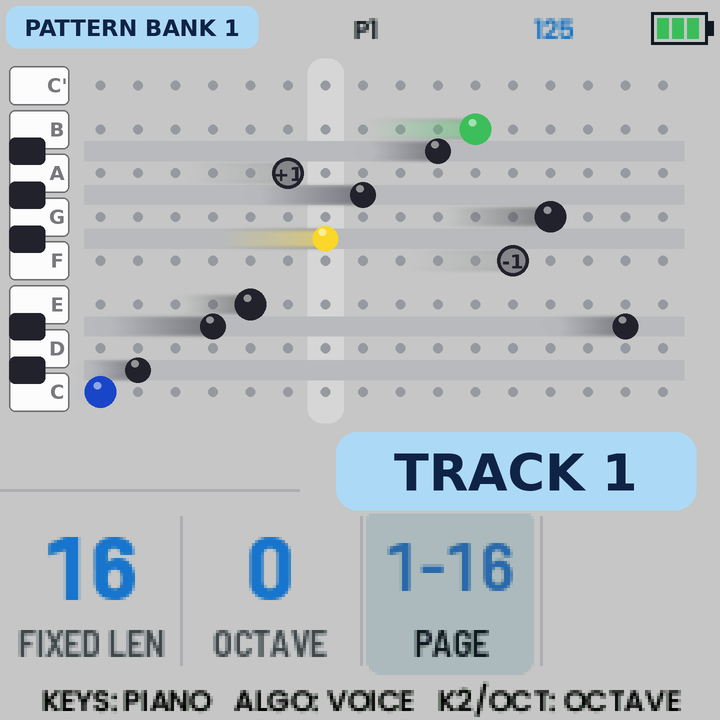 PATTERN BANK 1 P1 125
C'
B
A
+1
G
F
-1
E
D
C
TRACK 1
16 0 1-16
FIXED LEN OCTAVE PAGE
KEYS: PIANO ALGO: VOICE K2/OCT: OCTAVE